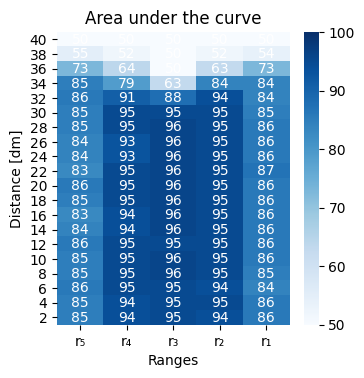 Area under the curve
Distance [dm]
40
38 55 52 52 54
36 73 64 63 73
34 85 79 63 84 84
32 86 91 88 94 84
30 85 95 95 95 85
28 85 95 96 95 86
26 84 93 96 95 86
24 84 93 96 95 86
22 83 95 96 95 87
20 86 95 96 95 86
18 85 95 96 95 86
16 83 94 96 95 86
14 84 94 96 95 86
12 86 95 95 95 86
10 85 95 96 95 86
8 85 95 96 95 85
6 86 95 95 94 84
4 85 94 95 95 86
2 85 94 95 94 86
r₅ r₄ r₃ r₂ r₁
Ranges
100
90
80
70
60
50